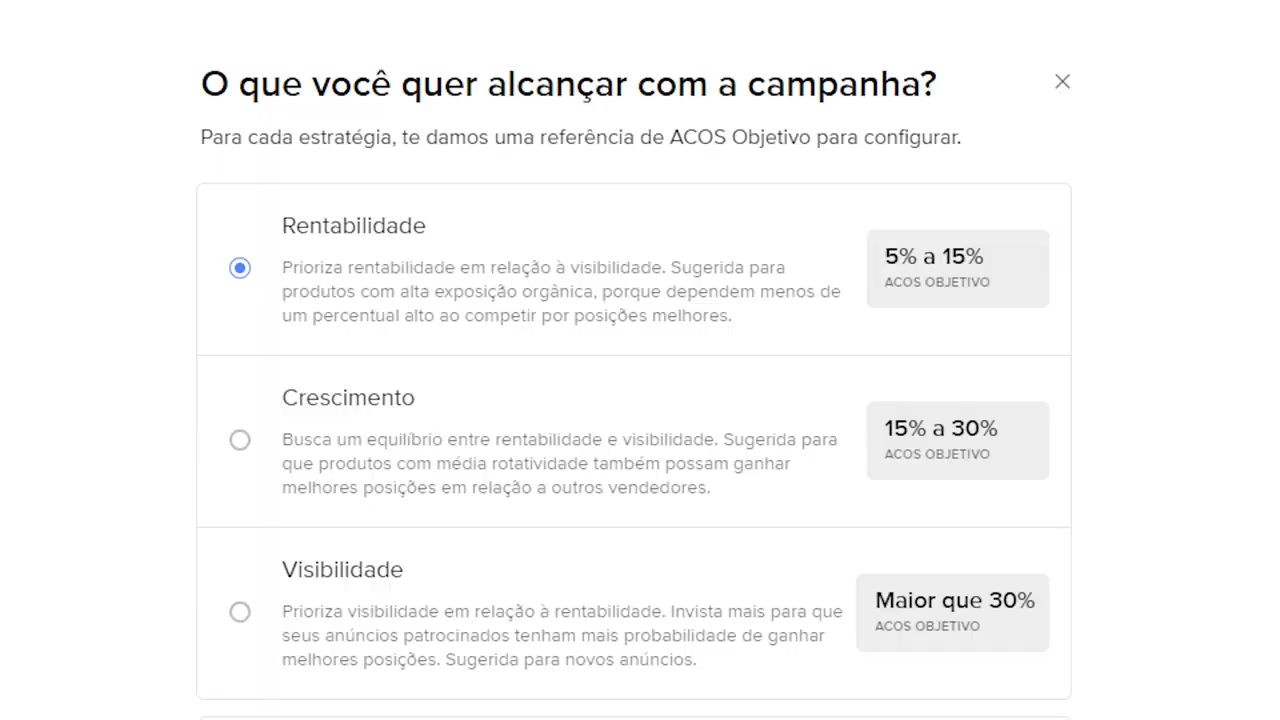 O que você quer alcançar com a campanha?
Para cada estratégia, te damos uma referência de ACOS Objetivo para configurar.
Rentabilidade
Prioriza rentabilidade em relação à visibilidade. Sugerida para
produtos com alta exposição orgânica, porque dependem menos de
um percentual alto ao competir por posições melhores.
5% a 15%
ACOS OBJETIVO
Crescimento
Busca um equilíbrio entre rentabilidade e visibilidade. Sugerida para
que produtos com média rotatividade também possam ganhar
melhores posições em relação a outros vendedores.
15% a 30%
ACOS OBJETIVO
Visibilidade
Prioriza visibilidade em relação à rentabilidade. Invista mais para que
seus anúncios patrocinados tenham mais probabilidade de ganhar
melhores posições. Sugerida para novos anúncios.
Maior que 30%
ACOS OBJETIVO